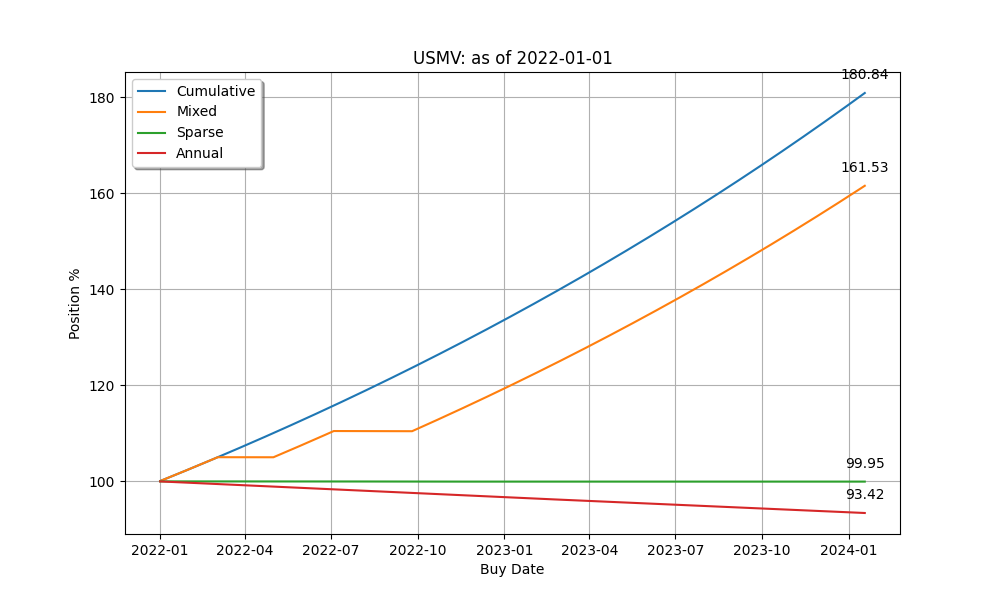 USMV: as of 2022-01-01
180.84
180
Cumulative
Mixed
Sparse
Annual
161.53
160
140
Position %
120
99.95
100
93.42
2022-01 2022-04 2022-07 2022-10 2023-01 2023-04 2023-07 2023-10 2024-01
Buy Date